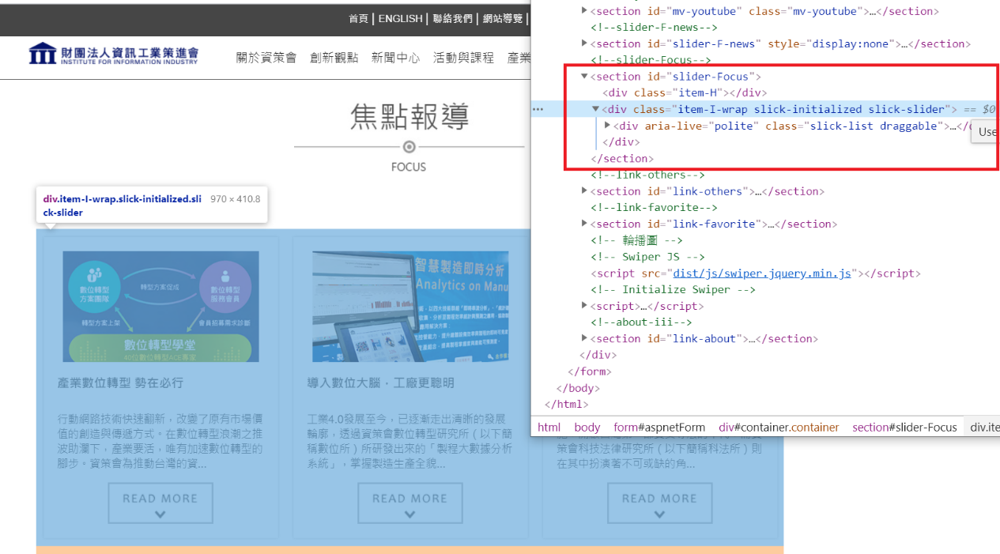 首頁 | ENGLISH | 聯絡我們 | 網站導覽 |
財團法人資訊工業策進會
INSTITUTE FOR INFORMATION INDUSTRY
關於資策會 創新觀點 新聞中心 活動與課程 產業
焦點報導
FOCUS
div.item-I-wrap.slick-initialized.sli
ck-slider
970 × 410.8
數位轉型
方案團隊
轉型方案促成
數位轉型
服務會員
轉型方案上架
會員招募需求診斷
數位轉型學堂
40位數位轉型ACE專家
智慧製造即時分析
Analytics on Manu
產業數位轉型 勢在必行
行動網路技術快速翻新，改變了原有市場價
值的創造與傳遞方式。在數位轉型浪潮之推
波助瀾下，產業要活，唯有加速數位轉型的
腳步。資策會為推動台灣的資...
READ MORE
導入數位大腦．工廠更聰明
工業4.0發展至今，已逐漸走出清晰的發展
輪廓，透過資策會數位轉型研究所（以下簡
稱數位所）所研發出來的「製程大數據分析
系統」，掌握製造生產全貌...
READ MORE
策會科技法律研究所（以下簡稱科法所）則
在其中扮演著不可或缺的角...
READ MORE
<section id="mv-youtube" class="mv-youtube">…</section>
<!--slider-F-news-->
<section id="slider-F-news" style="display:none">…</section>
<!--slider-Focus-->
<section id="slider-Focus">
<div class="item-H"></div>
<div class="item-I-wrap slick-initialized slick-slider"> == $0
<div aria-live="polite" class="slick-list draggable">…</
Use
</div>
</section>
<!--link-others-->
<section id="link-others">…</section>
<!--link-favorite-->
<section id="link-favorite">…</section>
<!-- 輪播圖 -->
<!-- Swiper JS -->
<script src="dist/js/swiper.jquery.min.js"></script>
<!-- Initialize Swiper -->
<script>…</script>
<!--about-iii-->
<section id="link-about">…</section>
</div>
</form>
</body>
</html>
html body form#aspnetForm div#container.container section#slider-Focus div.ite